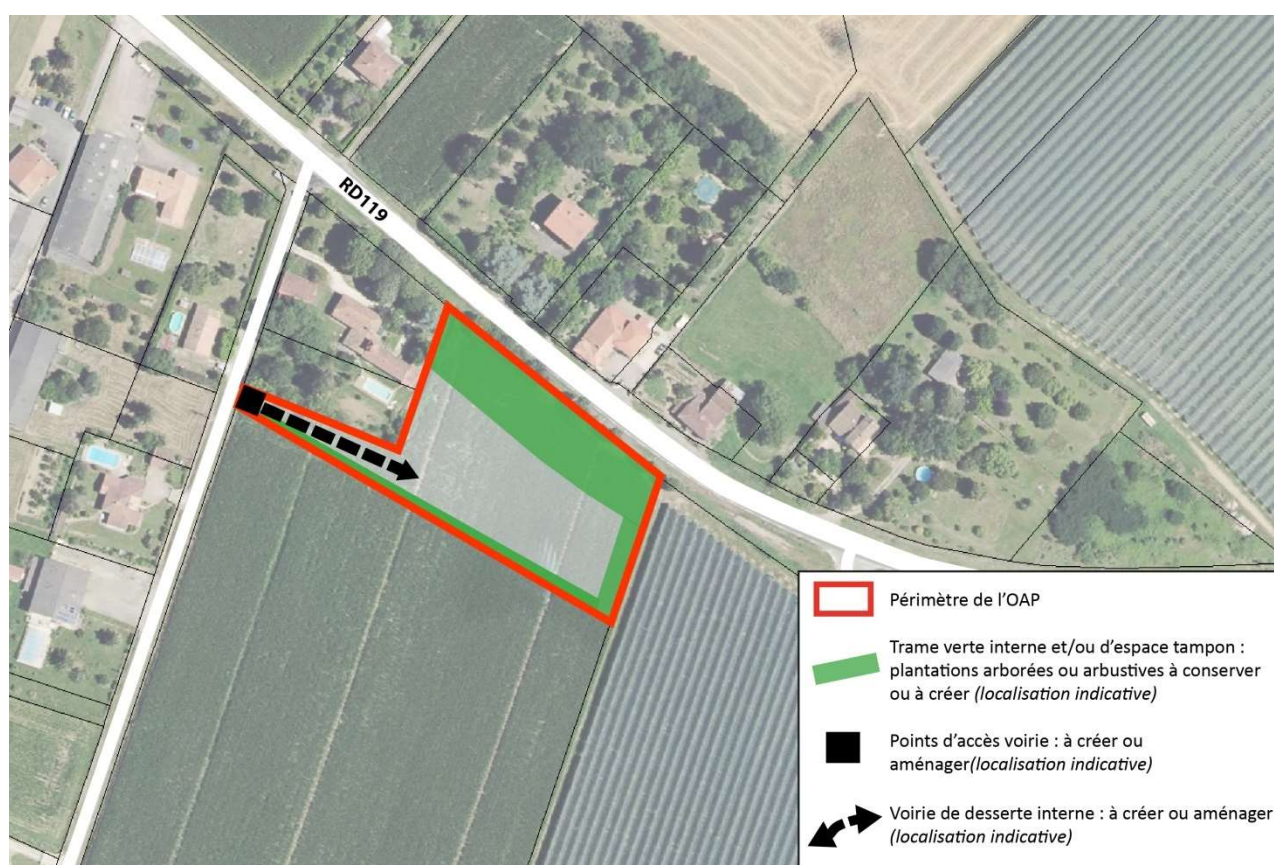 RD119
Périmètre de l'OAP
Trame verte interne et/ou d'espace tampon :
plantations arborées ou arbustives à conserver
ou à créer (localisation indicative)
Points d'accès voirie : à créer ou
aménager(localisation indicative)
Voirie de desserte interne : à créer ou aménager
(localisation indicative)